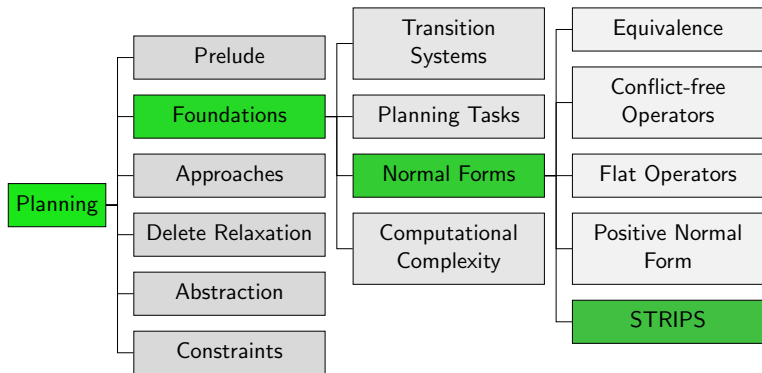 Planning
Prelude
Foundations
Approaches
Delete Relaxation
Abstraction
Constraints
Transition
Systems
Planning Tasks
Normal Forms
Computational
Complexity
Equivalence
Conflict-free
Operators
Flat Operators
Positive Normal
Form
STRIPS